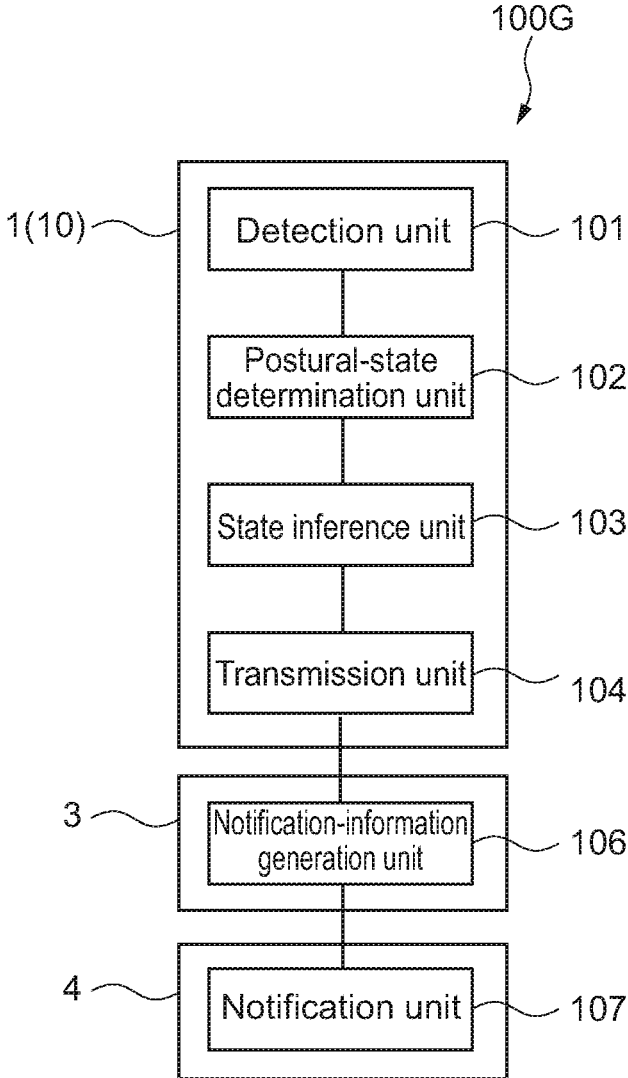 100G
1(10)
Detection unit
101
Postural-state
determination unit
102
State inference unit
103
Transmission unit
104
3
Notification-information
generation unit
106
4
Notification unit
107